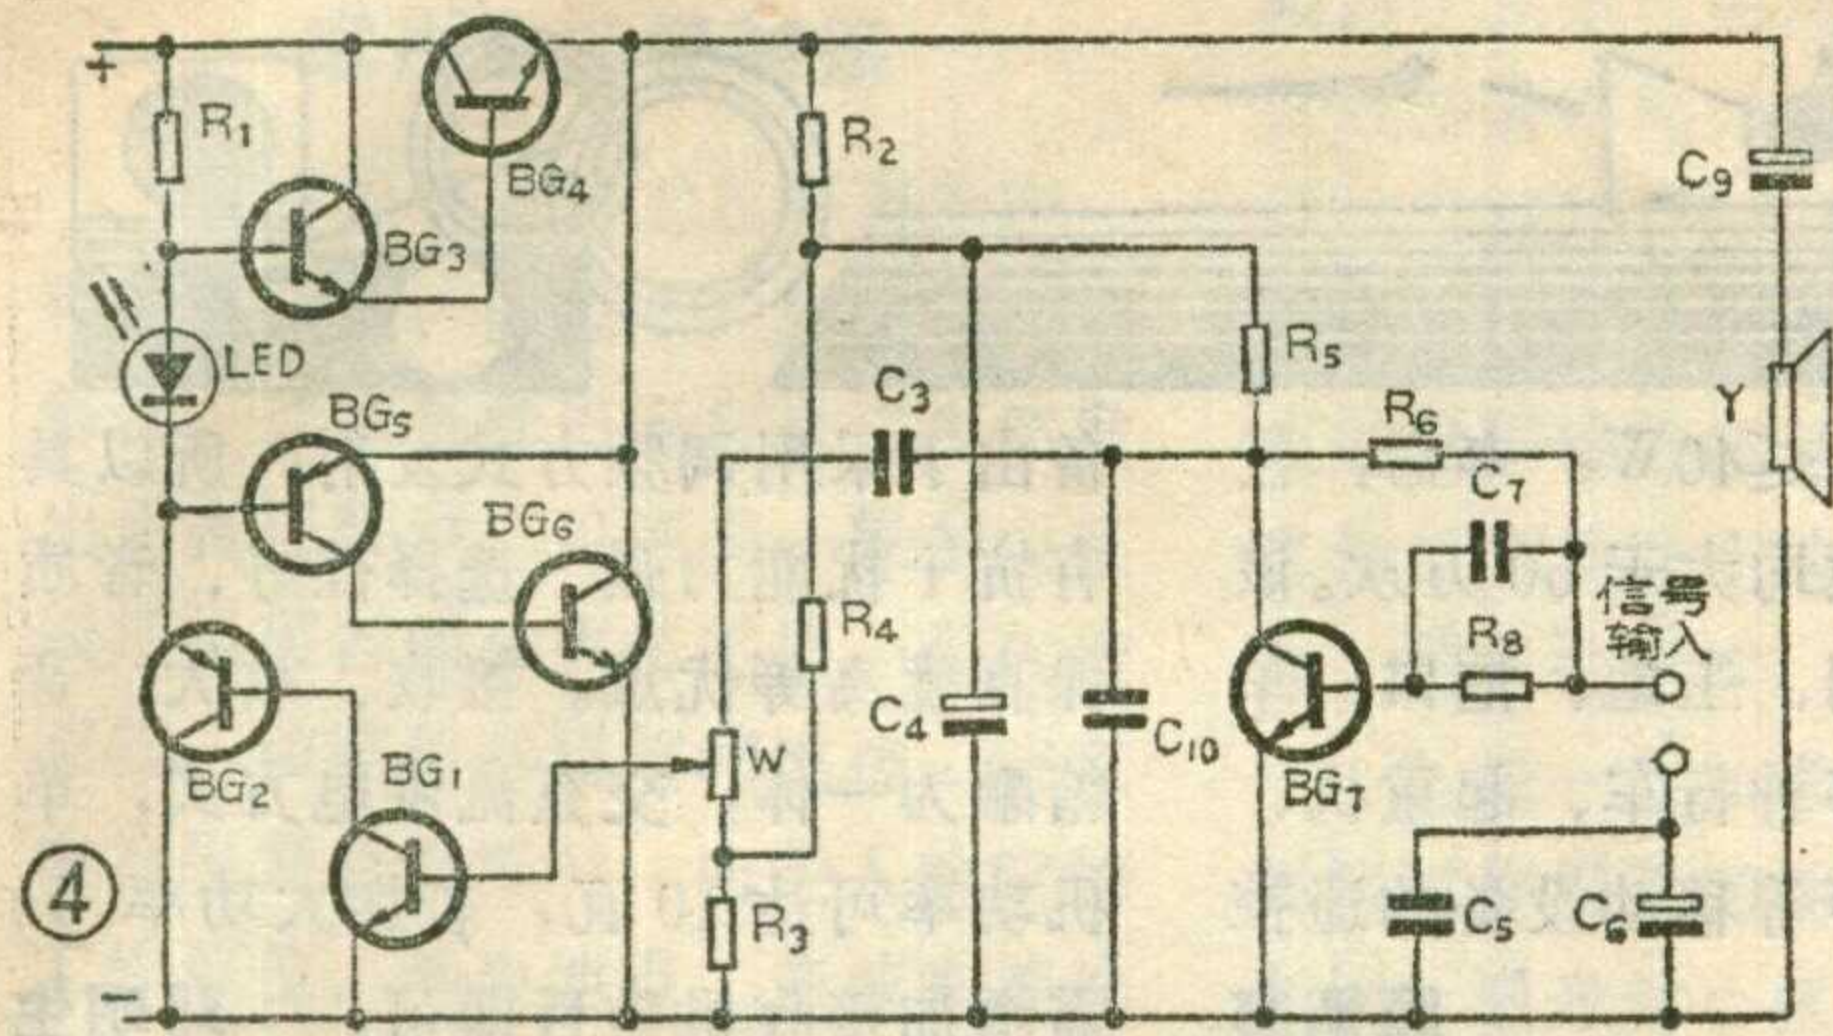 +
R₁
BG₄
R₂
C₉
BG₃
LED
R₅
Y
BG₅
C₃
R₆
C₇
BG₆
信号
输入
R₄
R₈
C₄
C₁₀
W
BG₂
BG₁
BG₇
④
R₃
C₅
C₆
−